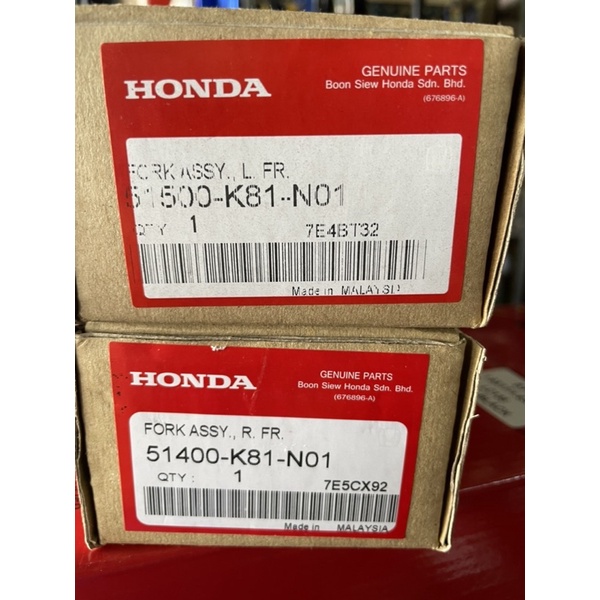 HONDA
GENUINE PARTS
Boon Siew Honda Sdn. Bhd.
(676896-A)
FORK ASSY., L. FR.
51500-K81-N01
QTY 1 7E4BT32
Made in MALAYSIA
HONDA
GENUINE PARTS
Boon Siew Honda Sdn. Bhd.
(676896-A)
FORK ASSY., R. FR.
51400-K81-N01
QTY : 1 7E5CX92
Made in MALAYSIA